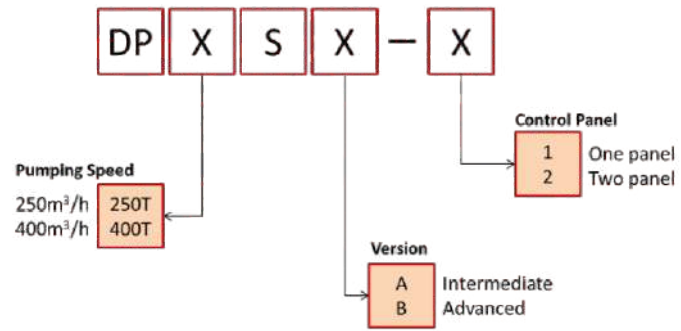 DP X S X – X
Control Panel
1 One panel
2 Two panel
Pumping Speed
250m³/h 250T
400m³/h 400T
Version
A Intermediate
B Advanced